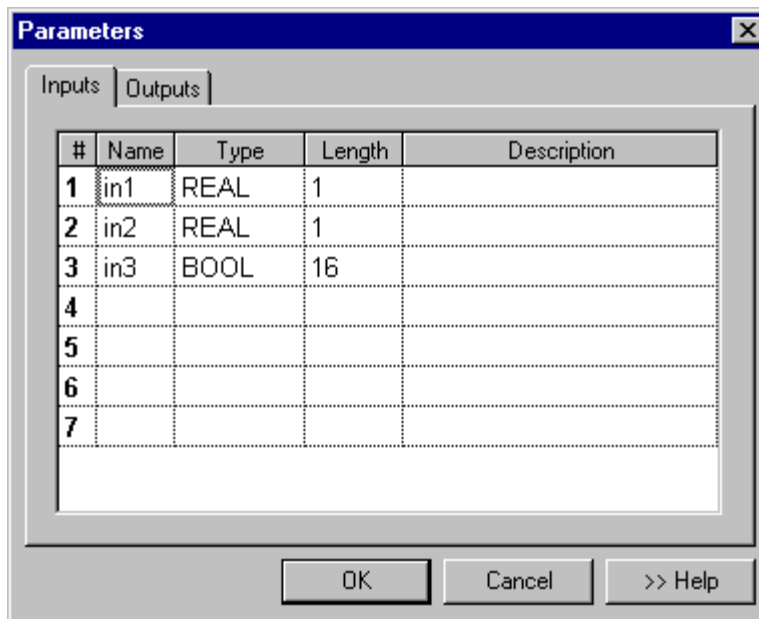 Parameters
Inputs Outputs
# Name Type Length Description
1 in1 REAL 1
2 in2 REAL 1
3 in3 BOOL 16
4
5
6
7
OK Cancel >> Help